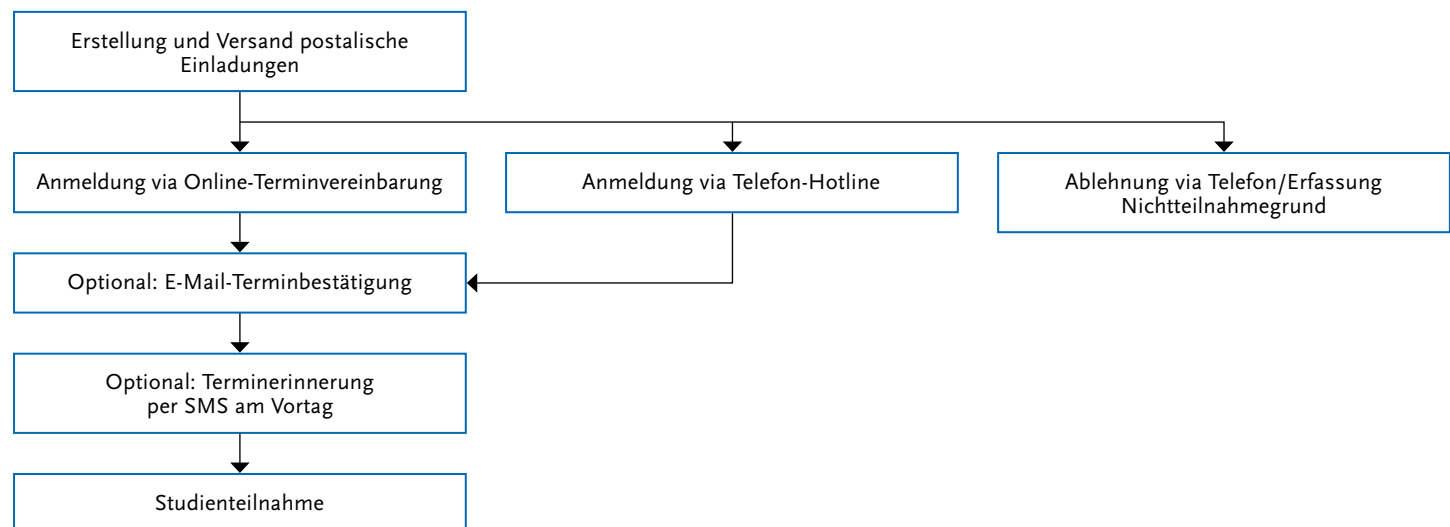 Erstellung und Versand postalische
Einladungen
Anmeldung via Online-Terminvereinbarung
Anmeldung via Telefon-Hotline
Ablehnung via Telefon/Erfassung
Nichtteilnahmegrund
Optional: E-Mail-Terminbestätigung
Optional: Terminerinnerung
per SMS am Vortag
Studienteilnahme